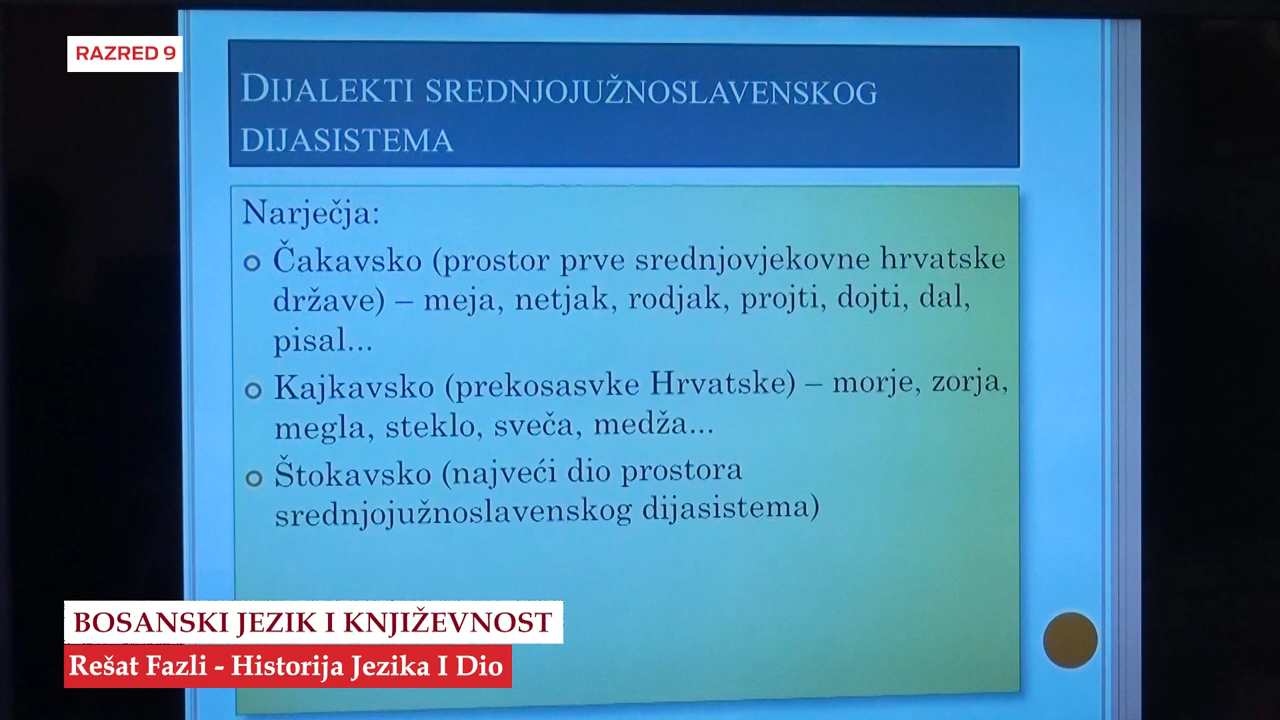 RAZRED 9
DIJALEKTI SREDNJOJUŽNOSLAVENSKOG
DIJASISTEMA
Narječja:
Čakavsko (prostor prve srednjovjekovne hrvatske
države) – meja, netjak, rodjak, projti, dojti, dal,
pisal...
Kajkavsko (prekosasvke Hrvatske) – morje, zorja,
megla, steklo, sveča, medža...
Štokavsko (najveći dio prostora
srednjojužnoslavenskog dijasistema)
BOSANSKI JEZIK I KNJIŽEVNOST
Rešat Fazli - Historija Jezika I Dio